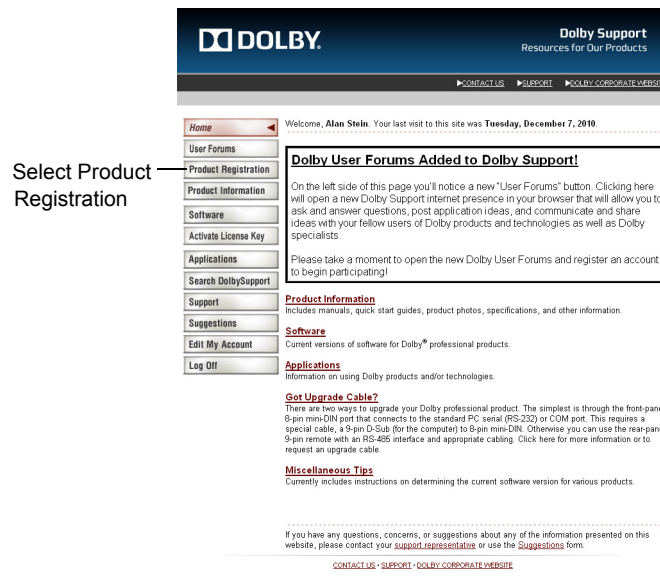 DOLBY.
Dolby Support
Resources for Our Products
CONTACT US SUPPORT DOLBY CORPORATE WEBSIT
Select Product
Registration
Home
User Forums
Product Registration
Product Information
Software
Activate License Key
Applications
Search DolbySupport
Support
Suggestions
Edit My Account
Log Off
Welcome, Alan Stein. Your last visit to this site was Tuesday, December 7, 2010.
Dolby User Forums Added to Dolby Support!
On the left side of this page you'll notice a new "User Forums" button. Clicking here
will open a new Dolby Support internet presence in your browser that will allow you to
ask and answer questions, post application ideas, and communicate and share
ideas with your fellow users of Dolby products and technologies as well as Dolby
specialists.
Please take a moment to open the new Dolby User Forums and register an account
to begin participating!
Product Information
Includes manuals, quick start guides, product photos, specifications, and other information.
Software
Current versions of software for Dolby® professional products.
Applications
Information on using Dolby products and/or technologies.
Got Upgrade Cable?
There are two ways to upgrade your Dolby professional product. The simplest is through the front-pane
8-pin mini-DIN port that connects to the standard PC serial (RS-232) or COM port. This requires a
special cable, a 9-pin D-Sub (for the computer) to 8-pin mini-DIN. Otherwise you can use the rear-pan
9-pin remote with an RS-485 interface and appropriate cabling. Click here for more information or to
request an upgrade cable.
Miscellaneous Tips
Currently includes instructions on determining the current software version for various products.
If you have any questions, concerns, or suggestions about any of the information presented on this
website, please contact your support representative or use the Suggestions form.
CONTACT US • SUPPORT • DOLBY CORPORATE WEBSITE